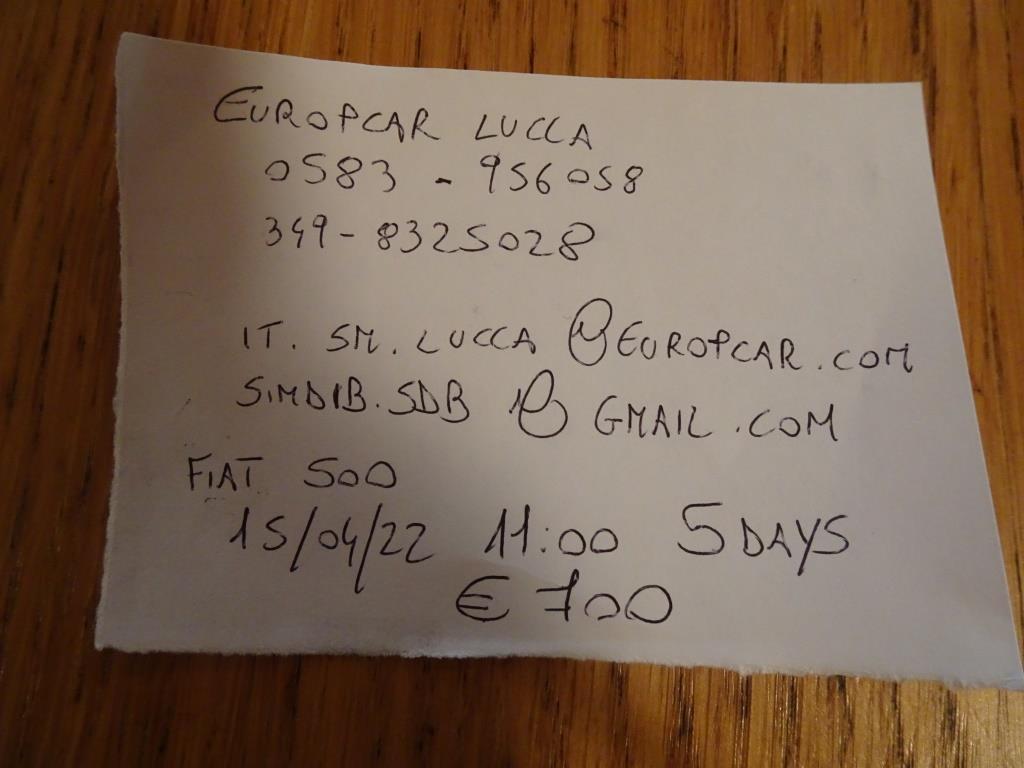 EUROPCAR LUCCA
0583 - 956058
349 - 8325028
IT. SM. LUCCA @EUROPCAR.COM
SIMDIB.SDB @ GMAIL.COM
FIAT 500
15/04/22 11:00 5 DAYS
€ 700